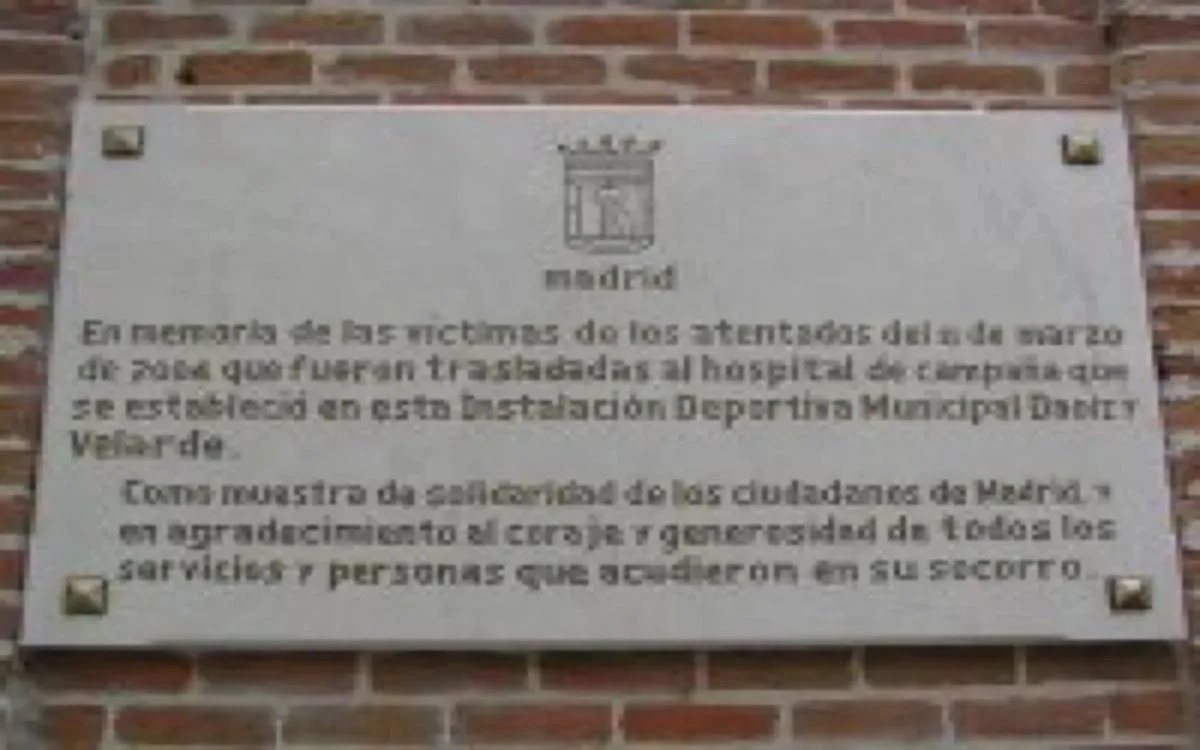 madrid
En memoria de las victimas de los atentados del 11 de marzo
de 2004 que fueron trasladadas al hospital de campaña que
se estableció en esta Instalación Deportiva Municipal Daoiz y
Velarde.
Como muestra de solidaridad de los ciudadanos de Madrid, y
en agradecimiento al coraje y generosidad de todos los
servicios y personas que acudieron en su socorro.